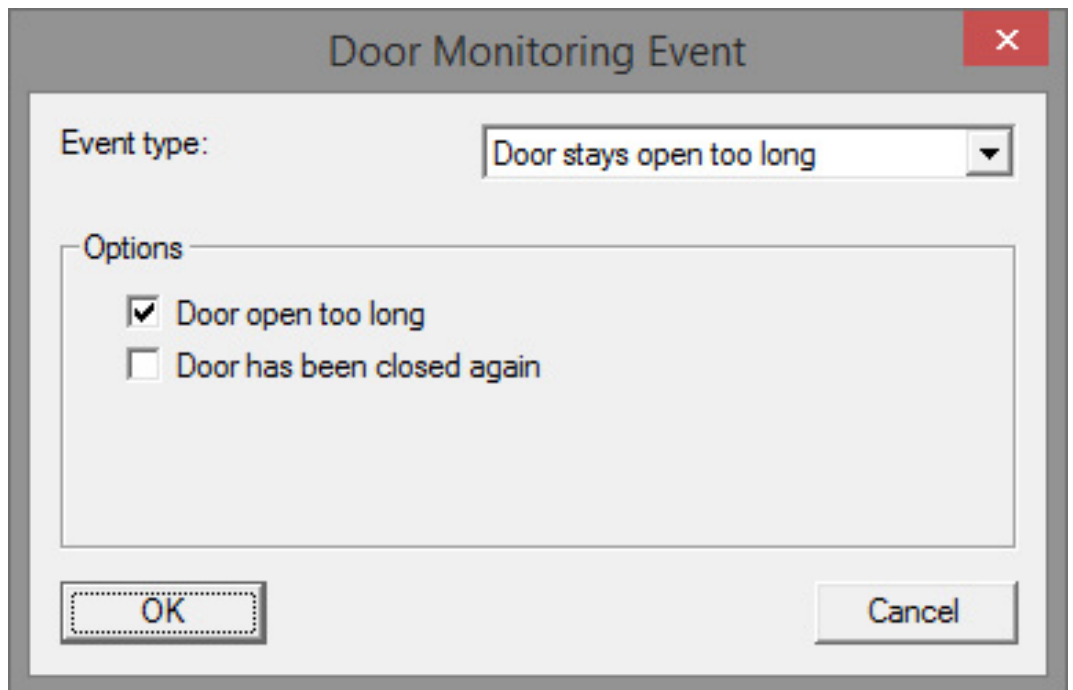 Door Monitoring Event
Event type:
Door stays open too long
Options
Door open too long
Door has been closed again
OK
Cancel